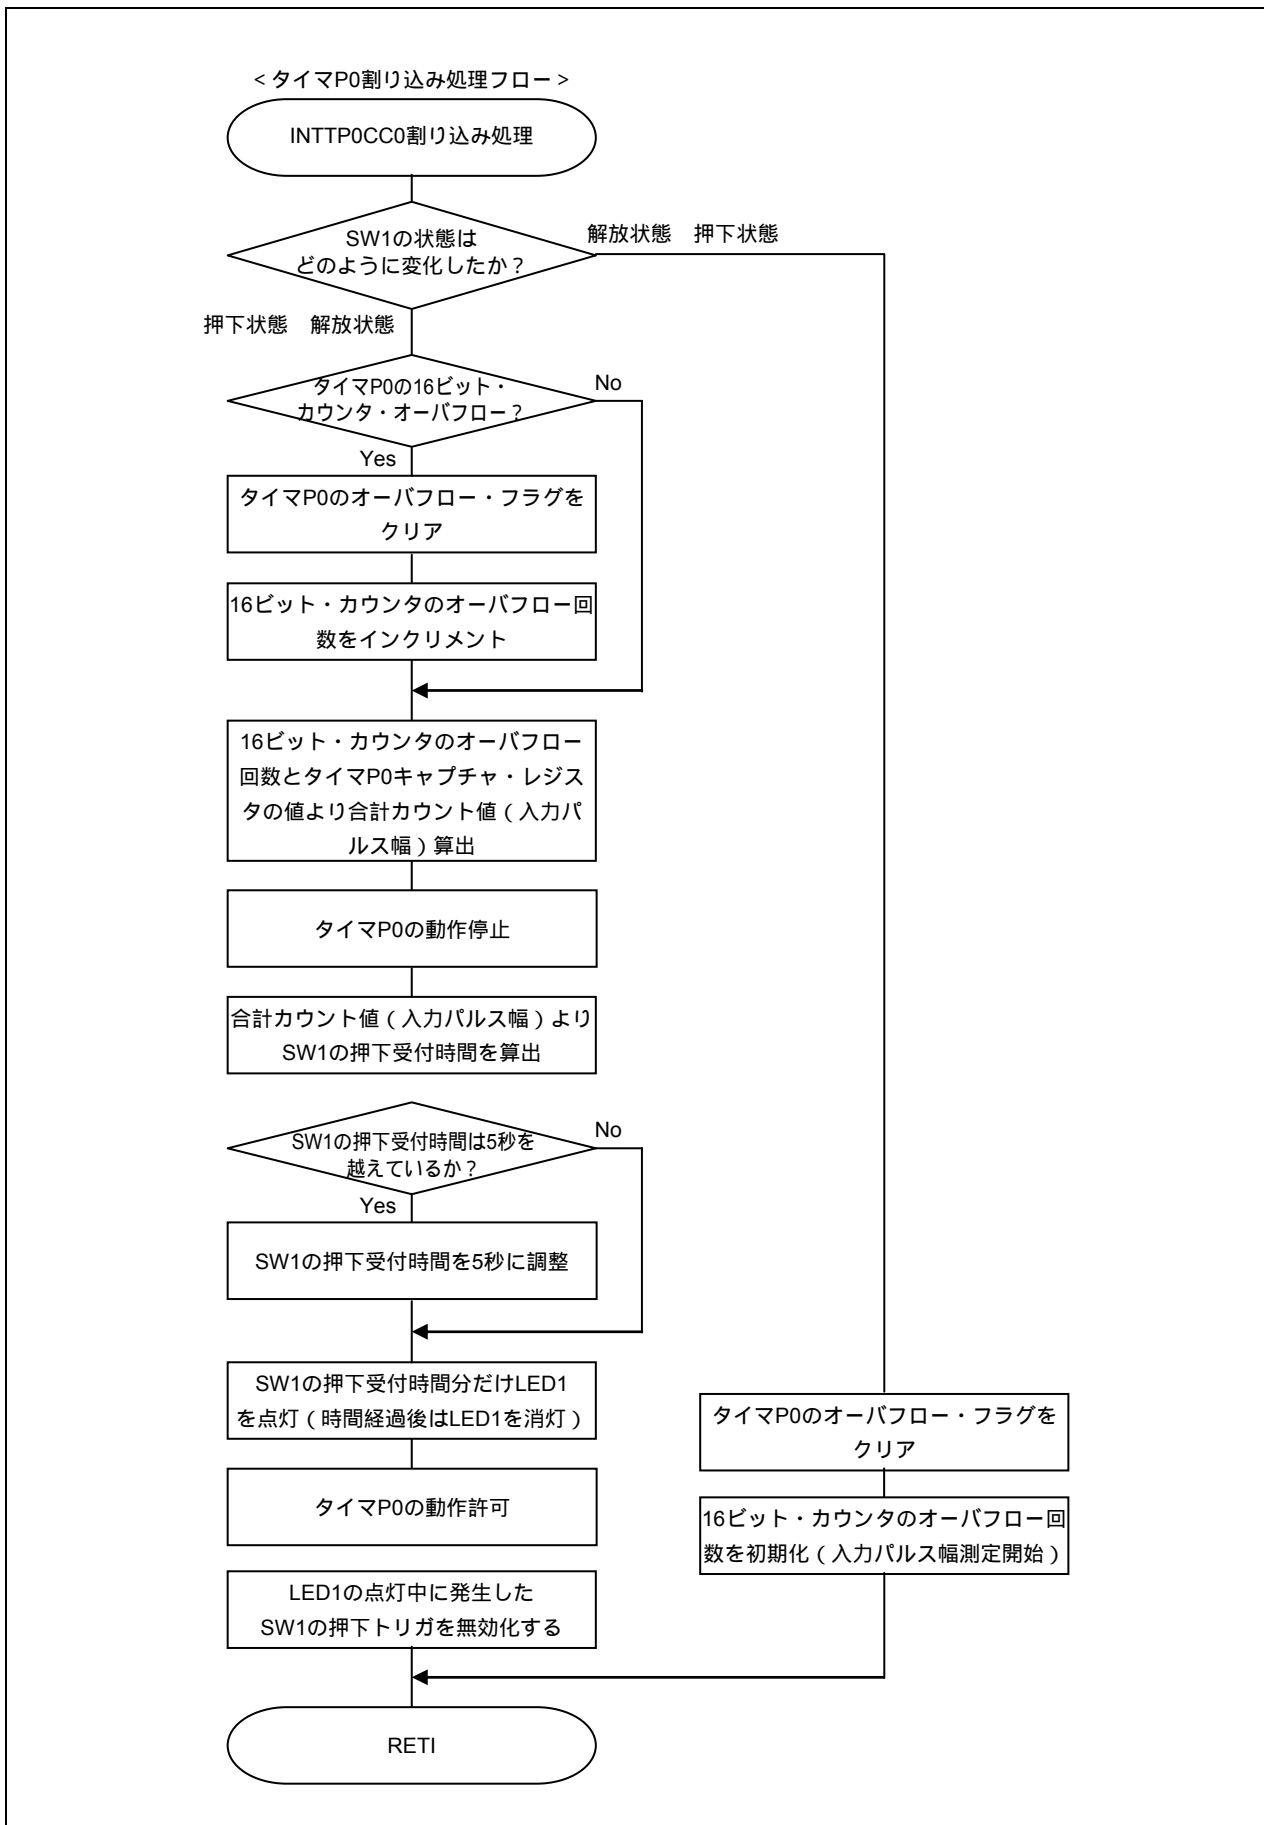 ＜タイマP0割り込み処理フロー＞
INTTP0CC0割り込み処理
SW1の状態は
どのように変化したか？
解放状態　押下状態
押下状態　解放状態
タイマP0の16ビット・
カウンタ・オーバフロー？
No
Yes
タイマP0のオーバフロー・フラグを
クリア
16ビット・カウンタのオーバフロー回
数をインクリメント
16ビット・カウンタのオーバフロー
回数とタイマP0キャプチャ・レジス
タの値より合計カウント値（入力パ
ルス幅）算出
タイマP0の動作停止
合計カウント値（入力パルス幅）より
SW1の押下受付時間を算出
SW1の押下受付時間は5秒を
越えているか？
No
Yes
SW1の押下受付時間を5秒に調整
SW1の押下受付時間分だけLED1
を点灯（時間経過後はLED1を消灯）
タイマP0の動作許可
LED1の点灯中に発生した
SW1の押下トリガを無効化する
タイマP0のオーバフロー・フラグを
クリア
16ビット・カウンタのオーバフロー回
数を初期化（入力パルス幅測定開始）
RETI